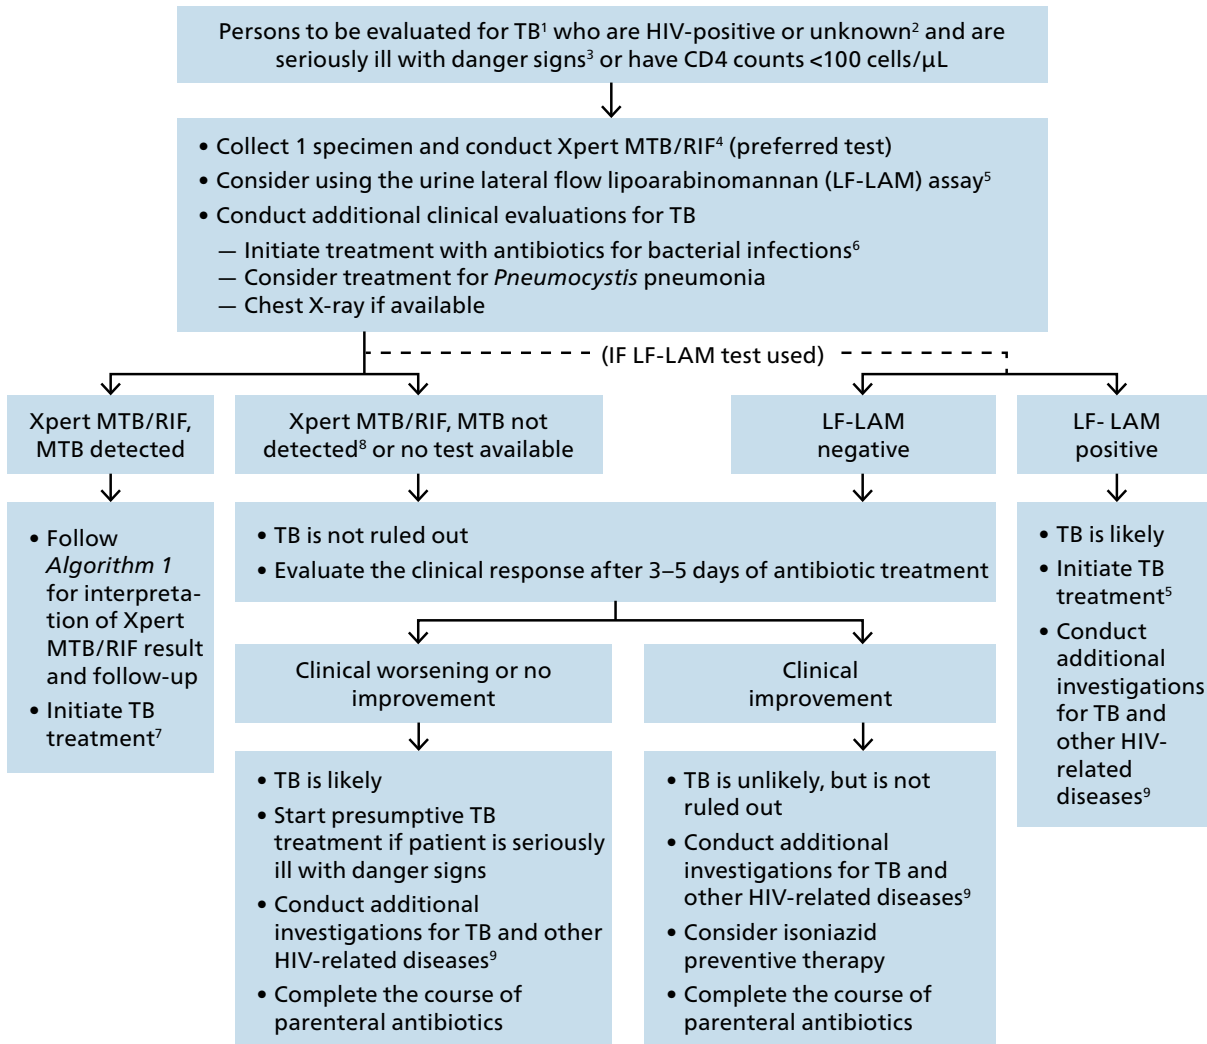 Persons to be evaluated for TB¹ who are HIV-positive or unknown² and are
seriously ill with danger signs³ or have CD4 counts <100 cells/μL
• Collect 1 specimen and conduct Xpert MTB/RIF⁴ (preferred test)
• Consider using the urine lateral flow lipoarabinomannan (LF-LAM) assay⁵
• Conduct additional clinical evaluations for TB
— Initiate treatment with antibiotics for bacterial infections⁶
— Consider treatment for Pneumocystis pneumonia
— Chest X-ray if available
(IF LF-LAM test used)
Xpert MTB/RIF,
MTB detected
Xpert MTB/RIF, MTB not
detected⁸ or no test available
LF-LAM
negative
LF- LAM
positive
• Follow
Algorithm 1
for interpreta-
tion of Xpert
MTB/RIF result
and follow-up
• Initiate TB
treatment⁷
• TB is not ruled out
• Evaluate the clinical response after 3–5 days of antibiotic treatment
• TB is likely
• Initiate TB
treatment⁵
• Conduct
additional
investigations
for TB and
other HIV-
related
diseases⁹
Clinical worsening or no
improvement
Clinical
improvement
• TB is likely
• Start presumptive TB
treatment if patient is seriously
ill with danger signs
• Conduct additional
investigations for TB and other
HIV-related diseases⁹
• Complete the course of
parenteral antibiotics
• TB is unlikely, but is not
ruled out
• Conduct additional
investigations for TB and
other HIV-related diseases⁹
• Consider isoniazid
preventive therapy
• Complete the course of
parenteral antibiotics